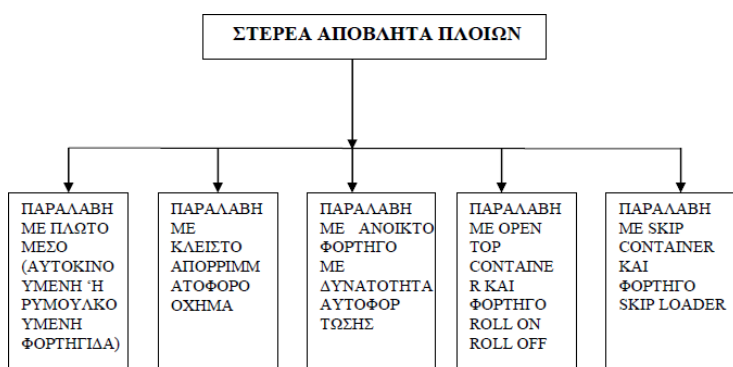 ΣΤΕΡΕΑ ΑΠΟΒΛΗΤΑ ΠΛΟΙΩΝ
ΠΑΡΑΛΑΒΗ
ΜΕ ΠΛΩΤΟ
ΜΕΣΟ
(ΑΥΤΟΚΙΝΟ
ΥΜΕΝΗ Ή
ΡΥΜΟΥΛΚΟ
ΥΜΕΝΗ
ΦΟΡΤΗΓΙΔΑ)
ΠΑΡΑΛΑΒΗ
ΜΕ
ΚΛΕΙΣΤΟ
ΑΠΟΡΡΙΜΜ
ΑΤΟΦΟΡΟ
ΟΧΗΜΑ
ΠΑΡΑΛΑΒΗ
ΜΕ ΑΝΟΙΚΤΟ
ΦΟΡΤΗΓΟ
ΜΕ
ΔΥΝΑΤΟΤΗΤΑ
ΑΥΤΟΦΟΡ
ΤΩΣΗΣ
ΠΑΡΑΛΑΒΗ
ΜΕ OPEN
TOP
CONTAINE
R ΚΑΙ
ΦΟΡΤΗΓΟ
ROLL ON
ROLL OFF
ΠΑΡΑΛΑΒΗ
ΜΕ SKIP
CONTAINER
ΚΑΙ
ΦΟΡΤΗΓΟ
SKIP LOADER